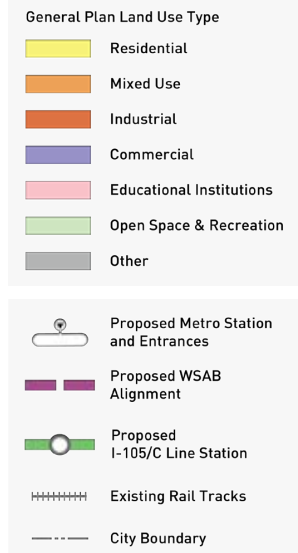 General Plan Land Use Type
Residential
Mixed Use
Industrial
Commercial
Educational Institutions
Open Space & Recreation
Other
Proposed Metro Station
and Entrances
Proposed WSAB
Alignment
Proposed
I-105/C Line Station
Existing Rail Tracks
City Boundary